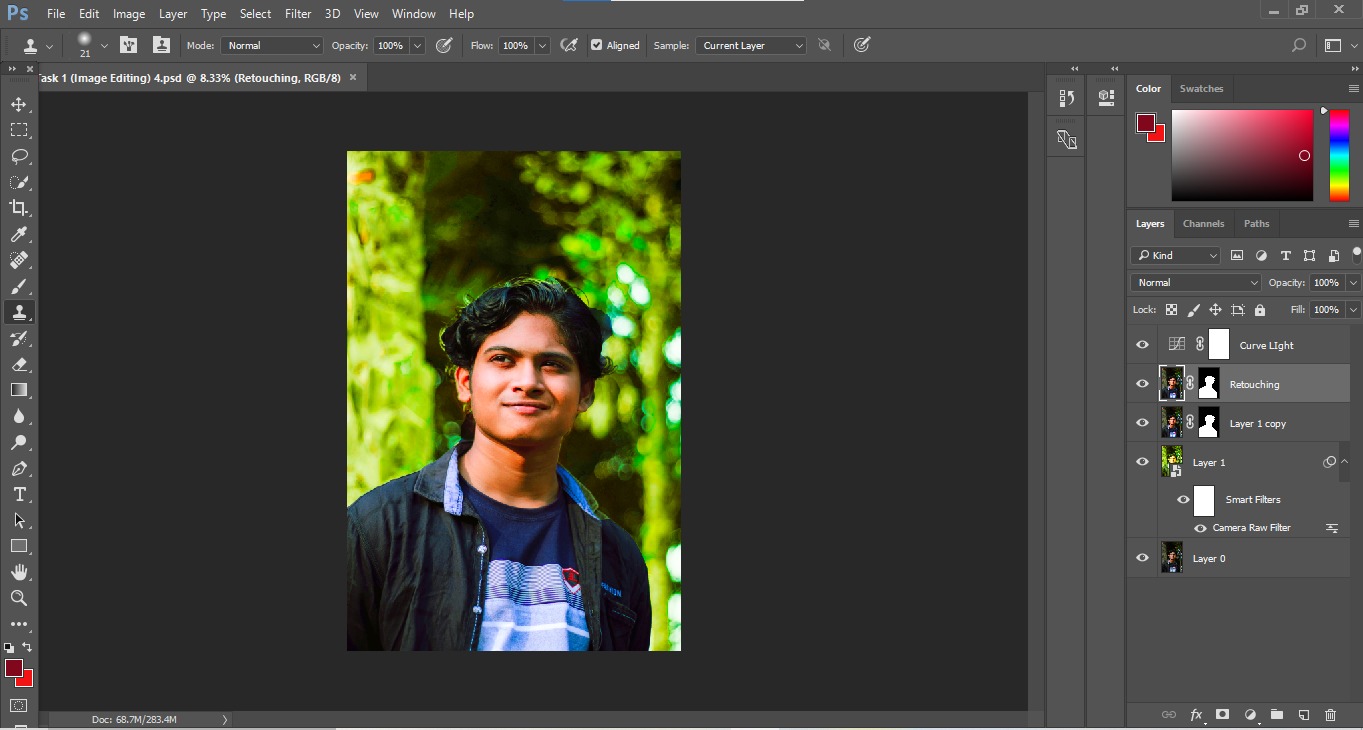 Ps File Edit Image Layer Type Select Filter 3D View Window Help
21 Mode: Normal Opacity: 100% Flow: 100% Aligned Sample: Current Layer
Task 1 (Image Editing) 4.psd @ 8.33% (Retouching, RGB/8) ×
Color Swatches
Layers Channels Paths
Kind
Normal Opacity: 100%
Lock: Fill: 100%
Curve LIght
Retouching
Layer 1 copy
Layer 1
Smart Filters
Camera Raw Filter
Layer 0
T
Doc: 68.7M/283.4M
fx